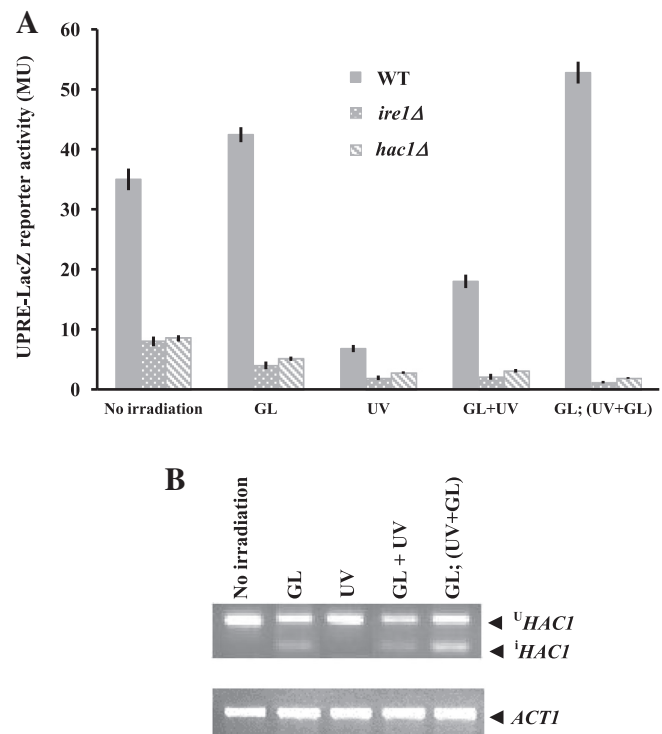 A
UPRE-LacZ reporter activity (MU)
60
50
40
30
20
10
0
WT
ire1Δ
hac1Δ
No irradiation
GL
UV
GL+UV
GL; (UV+GL)
B
No irradiation
GL
UV
GL + UV
GL; (UV+GL)
ᵁHAC1
ⁱHAC1
ACT1